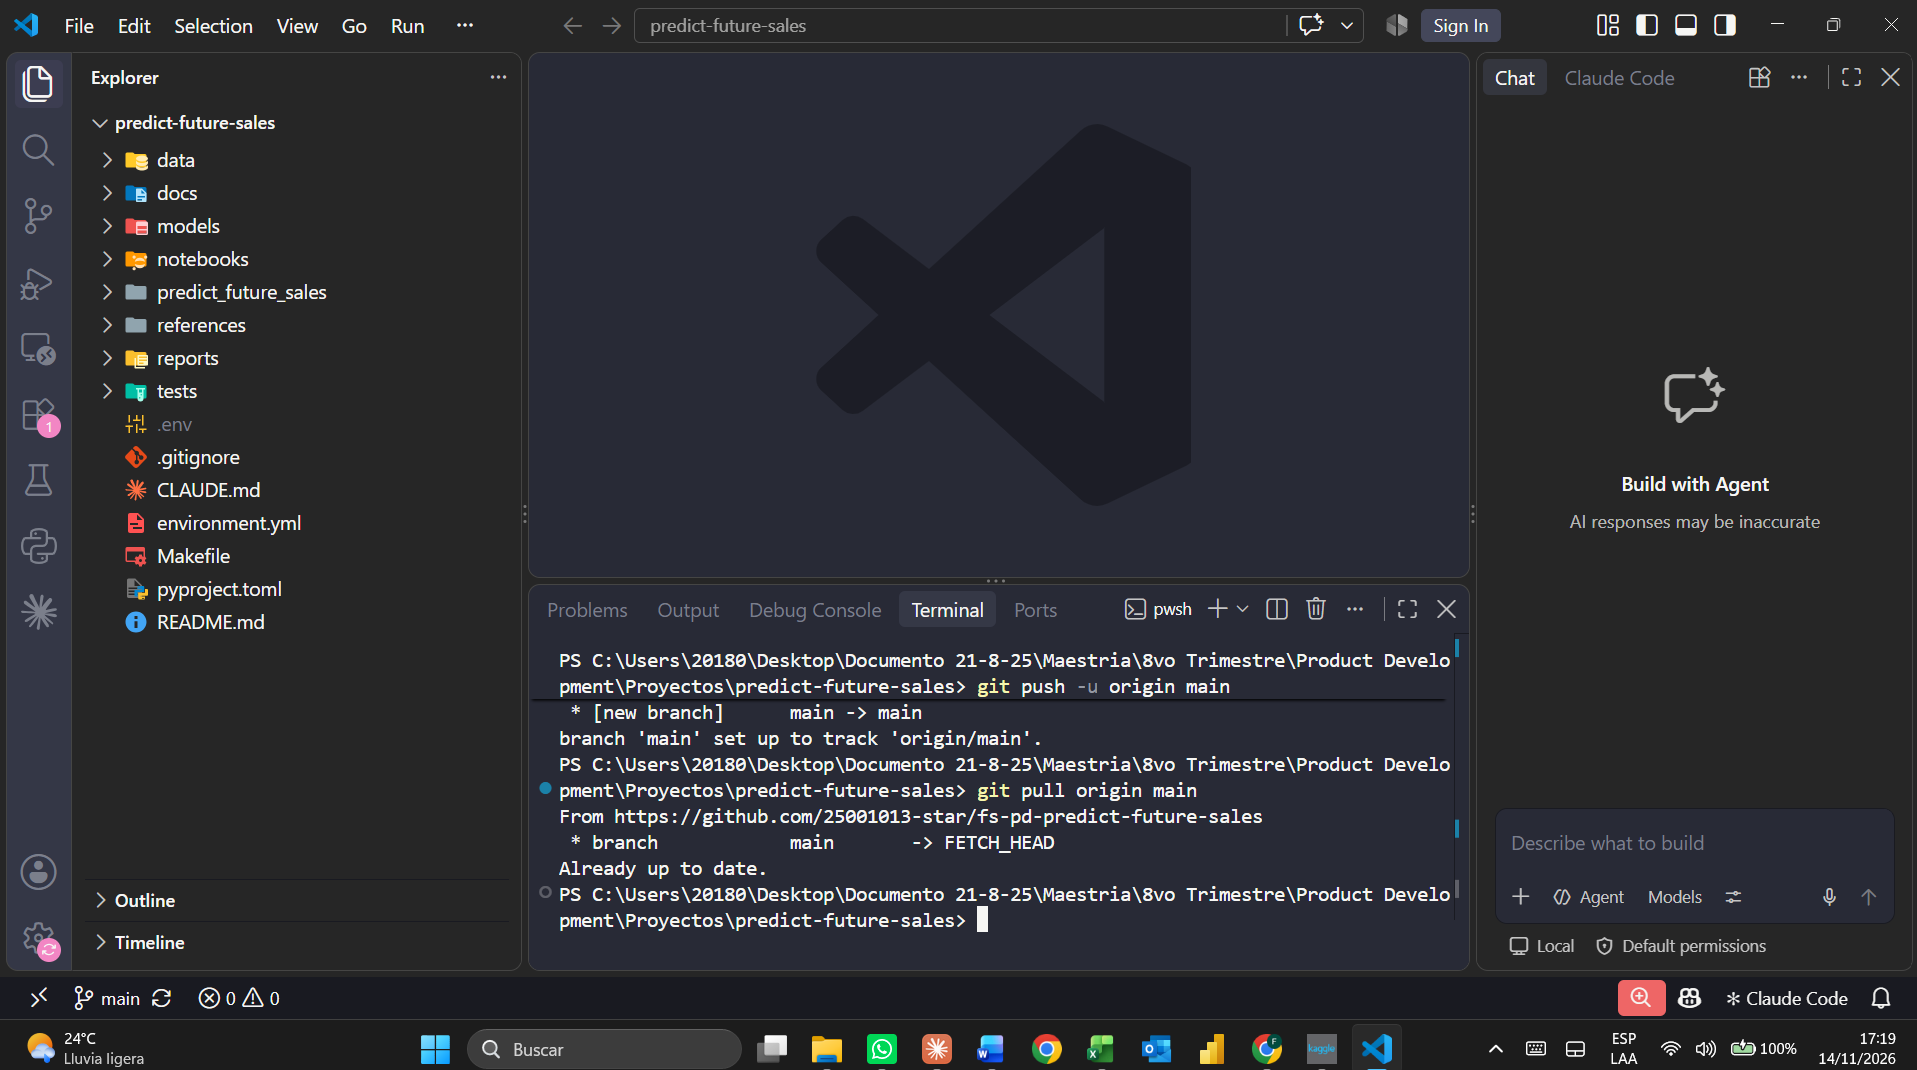 File Edit Selection View Go Run ···
predict-future-sales
Sign In
Explorer
predict-future-sales
data
docs
models
notebooks
predict_future_sales
references
reports
tests
.env
.gitignore
CLAUDE.md
environment.yml
Makefile
pyproject.toml
README.md
Outline
Timeline
1
Problems Output Debug Console Terminal Ports
pwsh
PS C:\Users\20180\Desktop\Documento 21-8-25\Maestria\8vo Trimestre\Product Develo
pment\Proyectos\predict-future-sales> git push -u origin main
* [new branch] main -> main
branch 'main' set up to track 'origin/main'.
PS C:\Users\20180\Desktop\Documento 21-8-25\Maestria\8vo Trimestre\Product Develo
pment\Proyectos\predict-future-sales> git pull origin main
From https://github.com/25001013-star/fs-pd-predict-future-sales
* branch main -> FETCH_HEAD
Already up to date.
PS C:\Users\20180\Desktop\Documento 21-8-25\Maestria\8vo Trimestre\Product Develo
pment\Proyectos\predict-future-sales>
Chat Claude Code
Build with Agent
AI responses may be inaccurate
Describe what to build
Agent Models
Local Default permissions
main 0 0
Claude Code
24°C
Lluvia ligera
Buscar
kaggle
ESP
LAA
100%
17:19
14/11/2026